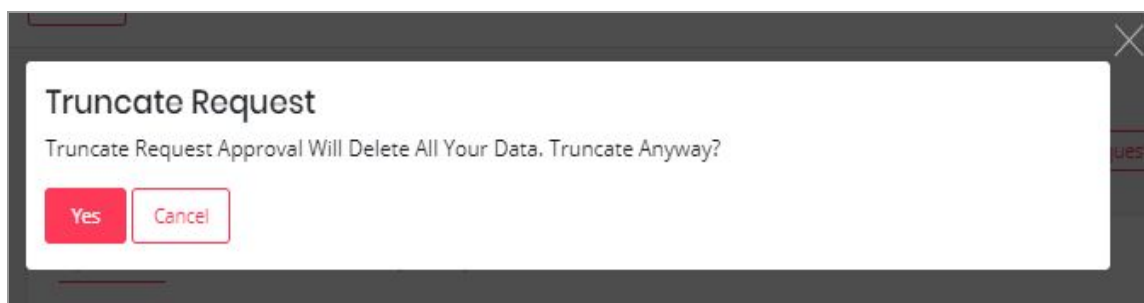 Truncate Request
Truncate Request Approval Will Delete All Your Data. Truncate Anyway?
Yes
Cancel